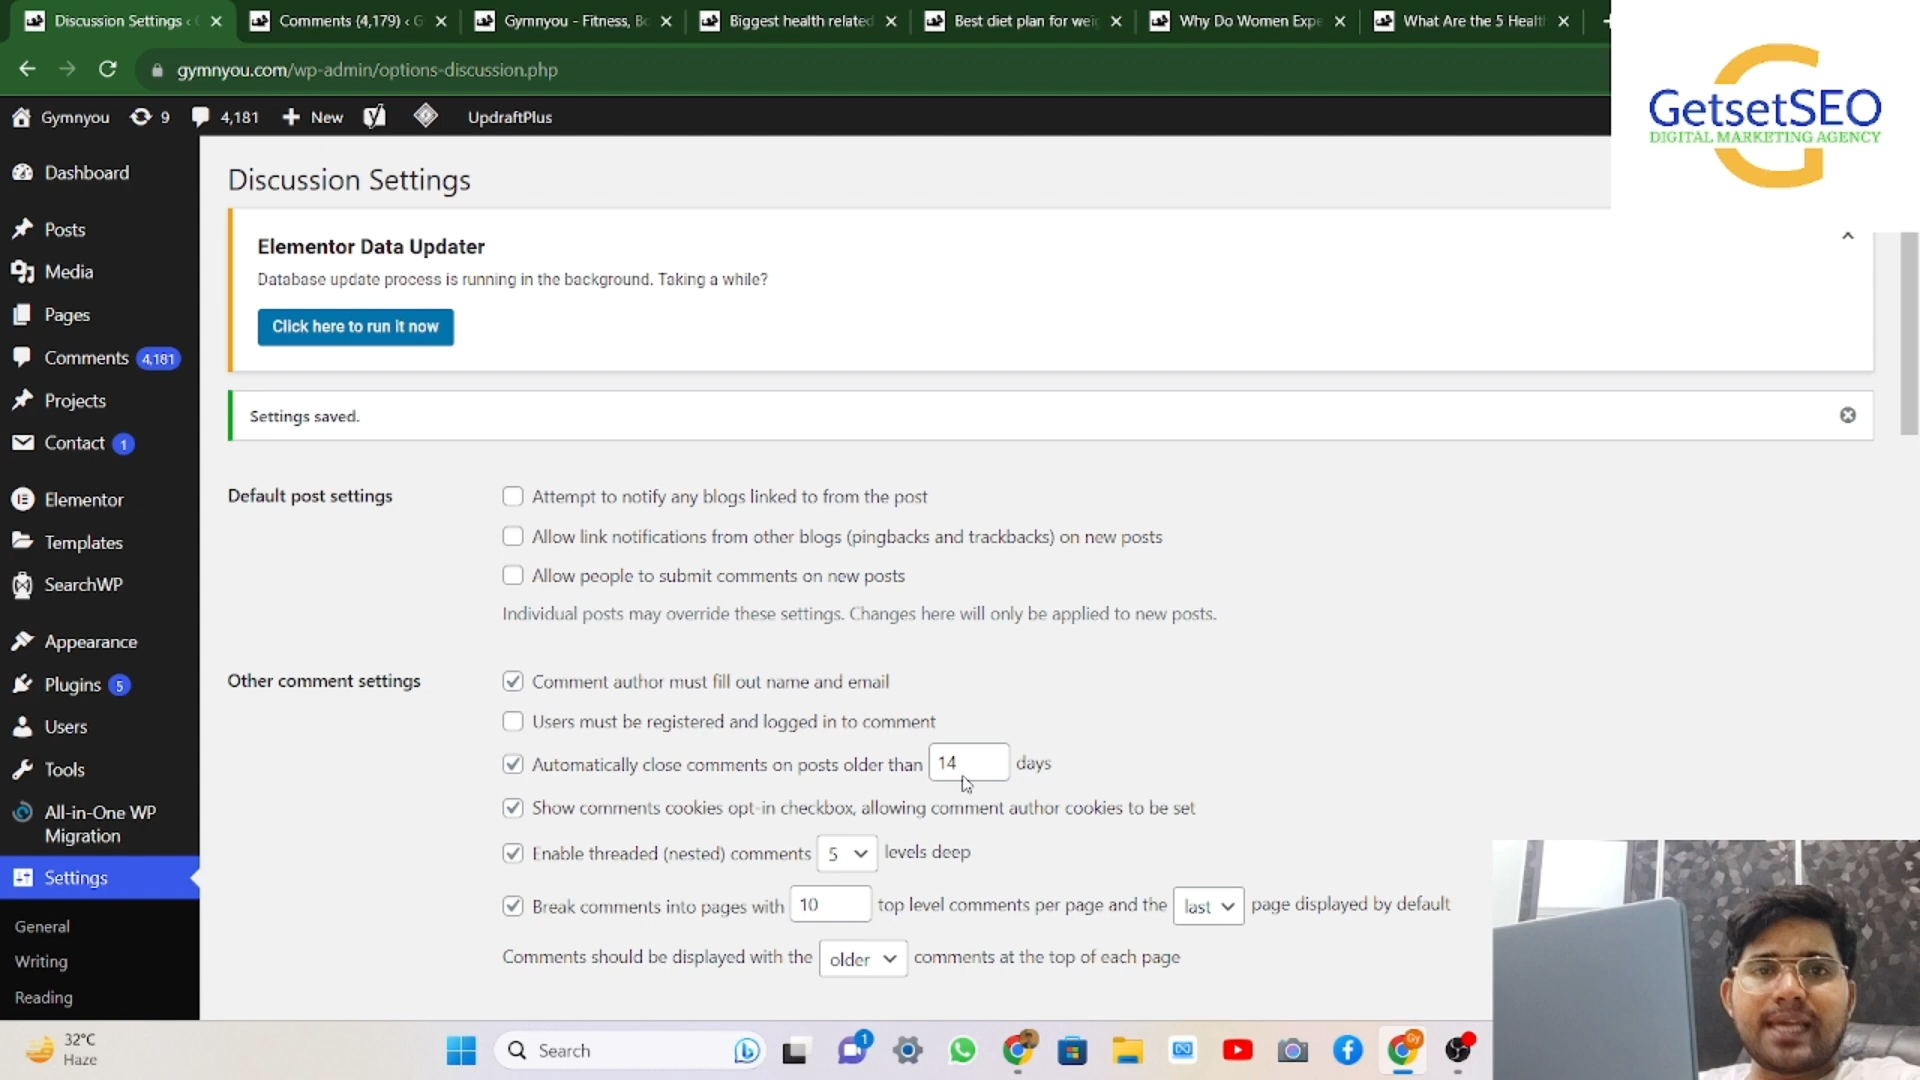 Discussion Settings ‹
Comments (4,179) ‹ G
Gymnyou - Fitness, Bo
Biggest health related
Best diet plan for wei
Why Do Women Expe
What Are the 5 Healt
gymnyou.com/wp-admin/options-discussion.php
GetsetSEO
DIGITAL MARKETING AGENCY
Gymnyou
9
4,181
New
UpdraftPlus
Dashboard
Posts
Media
Pages
Comments 4,181
Projects
Contact 1
Elementor
Templates
SearchWP
Appearance
Plugins 5
Users
Tools
All-in-One WP
Migration
Settings
General
Writing
Reading
Discussion Settings
Elementor Data Updater
Database update process is running in the background. Taking a while?
Click here to run it now
Settings saved.
Default post settings
Attempt to notify any blogs linked to from the post
Allow link notifications from other blogs (pingbacks and trackbacks) on new posts
Allow people to submit comments on new posts
Individual posts may override these settings. Changes here will only be applied to new posts.
Other comment settings
Comment author must fill out name and email
Users must be registered and logged in to comment
Automatically close comments on posts older than 14 days
Show comments cookies opt-in checkbox, allowing comment author cookies to be set
Enable threaded (nested) comments 5 levels deep
Break comments into pages with 10 top level comments per page and the last page displayed by default
Comments should be displayed with the older comments at the top of each page
32°C
Haze
Search
1
Gy